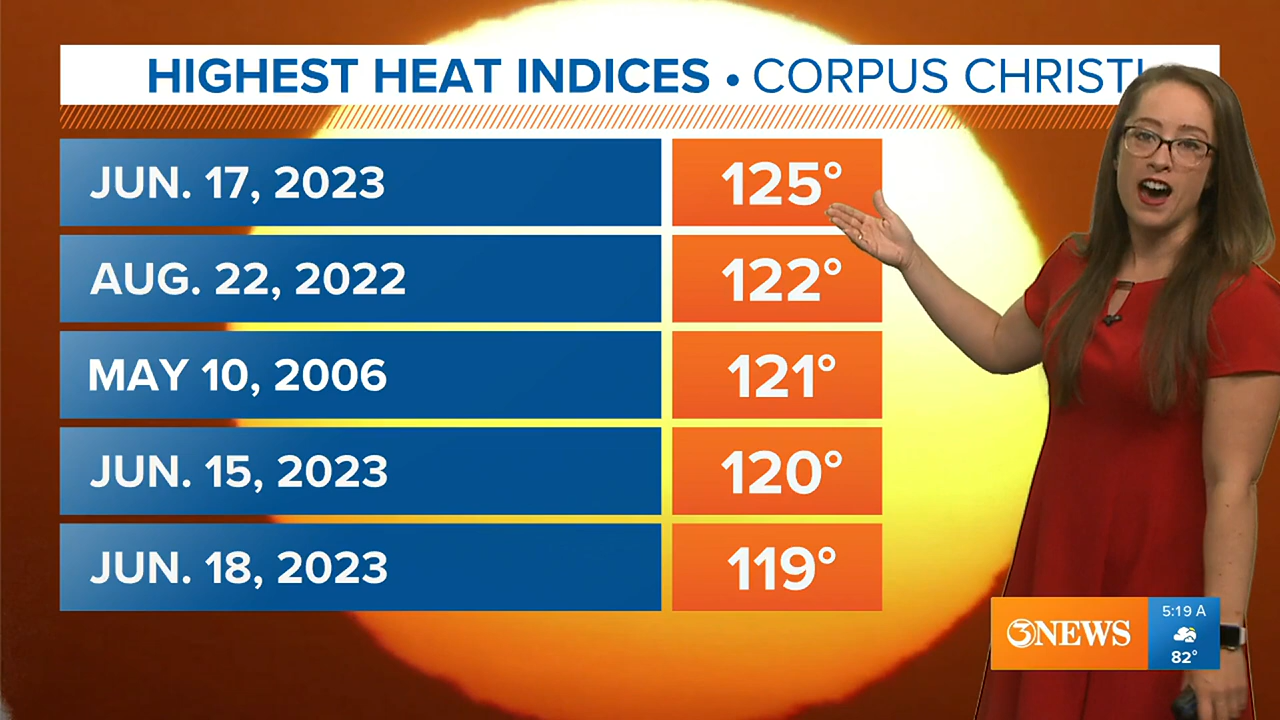 HIGHEST HEAT INDICES • CORPUS CHRISTI
JUN. 17, 2023 125°
AUG. 22, 2022 122°
MAY 10, 2006 121°
JUN. 15, 2023 120°
JUN. 18, 2023 119°
3NEWS
5:19 A
82°